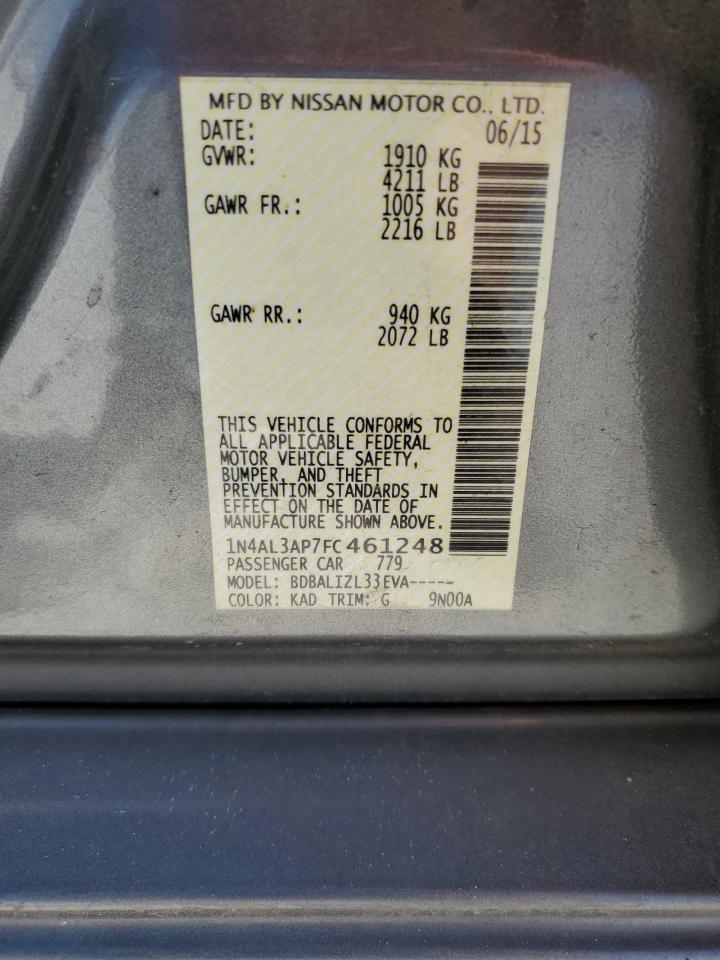 MFD BY NISSAN MOTOR CO., LTD.
DATE: 06/15
GVWR: 1910 KG
4211 LB
GAWR FR.: 1005 KG
2216 LB
GAWR RR.: 940 KG
2072 LB
THIS VEHICLE CONFORMS TO
ALL APPLICABLE FEDERAL
MOTOR VEHICLE SAFETY,
BUMPER, AND THEFT
PREVENTION STANDARDS IN
EFFECT ON THE DATE OF
MANUFACTURE SHOWN ABOVE.
1N4AL3AP7FC461248
PASSENGER CAR 779
MODEL: BDBALIZL33EVA-----
COLOR: KAD TRIM: G 9N00A